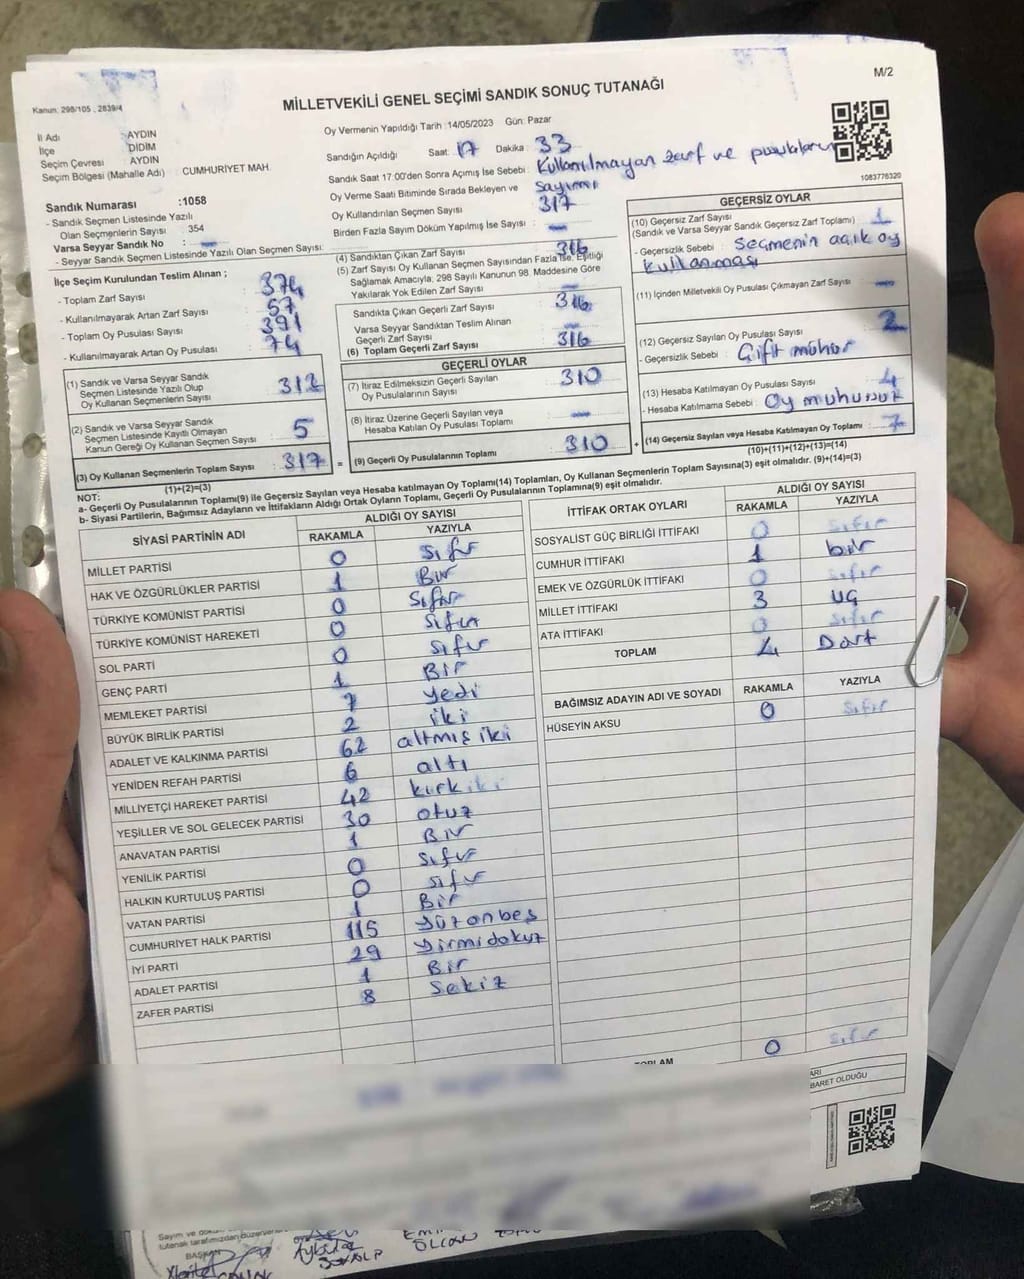 M/2
Kanun: 298/105 , 2839/4
MİLLETVEKİLİ GENEL SEÇİMİ SANDIK SONUÇ TUTANAĞI
İl Adı : AYDIN
İlçe : DİDİM
Seçim Çevresi : AYDIN
Seçim Bölgesi (Mahalle Adı) : CUMHURİYET MAH.
Sandık Numarası :1058
- Sandık Seçmen Listesinde Yazılı
Olan Seçmenlerin Sayısı : 354
Varsa Seyyar Sandık No : —
- Seyyar Sandık Seçmen Listesinde Yazılı Olan Seçmen Sayısı:
Oy Vermenin Yapıldığı Tarih :14/05/2023 Gün: Pazar
Sandığın Açıldığı Saat: 17 Dakika : 33
Sandık Saat 17:00'den Sonra Açımış İse Sebebi : Kullanılmayan zarf ve pusuların
sayımı
Oy Verme Saati Bitiminde Sırada Bekleyen ve
Oy Kullandırılan Seçmen Sayısı : 317
Birden Fazla Sayım Döküm Yapılmış İse Sayısı : —
1083776320
İlçe Seçim Kurulundan Teslim Alınan ;
- Toplam Zarf Sayısı : 374
- Kullanılmayarak Artan Zarf Sayısı : 57
- Toplam Oy Pusulası Sayısı : 391
- Kullanılmayarak Artan Oy Pusulası : 74
(1) Sandık ve Varsa Seyyar Sandık
Seçmen Listesinde Yazılı Olup
Oy Kullanan Seçmenlerin Sayısı : 312
(2) Sandık ve Varsa Seyyar Sandık
Seçmen Listesinde Kayıtlı Olmayan
Kanun Gereği Oy Kullanan Seçmen Sayısı : 5
(3) Oy Kullanan Seçmenlerin Toplam Sayısı : 317 =
(1)+(2)=(3)
(4) Sandıktan Çıkan Zarf Sayısı : 316
(5) Zarf Sayısı Oy Kullanan Seçmen Sayısından Fazla ise, Eşitliği
Sağlamak Amacıyla; 298 Sayılı Kanunun 98. Maddesine Göre
Yakılarak Yok Edilen Zarf Sayısı : —
Sandıkta Çıkan Geçerli Zarf Sayısı : 316
Varsa Seyyar Sandıktan Teslim Alınan
Geçerli Zarf Sayısı : —
(6) Toplam Geçerli Zarf Sayısı : 316
GEÇERLİ OYLAR
(7) İtiraz Edilmeksizin Geçerli Sayılan
Oy Pusulalarının Sayısı : 310
(8) İtiraz Üzerine Geçerli Sayılan veya
Hesaba Katılan Oy Pusulası Toplamı : —
(9) Geçerli Oy Pusulalarının Toplamı : 310 +
GEÇERSİZ OYLAR
(10) Geçersiz Zarf Sayısı
(Sandık ve Varsa Seyyar Sandık Geçersiz Zarf Toplamı) : 1
- Geçersizlik Sebebi : Seçmenin açık oy
kullanması
(11) İçinden Milletvekili Oy Pusulası Çıkmayan Zarf Sayısı : —
(12) Geçersiz Sayılan Oy Pusulası Sayısı : 2
- Geçersizlik Sebebi : Çift mühür
(13) Hesaba Katılmayan Oy Pusulası Sayısı : 4
- Hesaba Katılmama Sebebi : Oy mühürsüz
(14) Geçersiz Sayılan veya Hesaba Katılmayan Oy Toplamı : 7
(10)+(11)+(12)+(13)=(14)
NOT:
a- Geçerli Oy Pusulalarının Toplamı(9) ile Geçersiz Sayılan veya Hesaba katılmayan Oy Toplamı(14) Toplamları, Oy Kullanan Seçmenlerin Toplam Sayısına(3) eşit olmalıdır. (9)+(14)=(3)
b- Siyasi Partilerin, Bağımsız Adayların ve İttifakların Aldığı Ortak Oyların Toplamı, Geçerli Oy Pusulalarının Toplamına(9) eşit olmalıdır.
SİYASİ PARTİNİN ADI ALDIĞI OY SAYISI
RAKAMLA YAZIYLA
MİLLET PARTİSİ 0 sıfır
HAK VE ÖZGÜRLÜKLER PARTİSİ 1 Bir
TÜRKİYE KOMÜNİST PARTİSİ 0 sıfır
TÜRKİYE KOMÜNİST HAREKETİ 0 sıfır
SOL PARTİ 0 sıfır
GENÇ PARTİ 1 Bir
MEMLEKET PARTİSİ 7 yedi
BÜYÜK BİRLİK PARTİSİ 2 iki
ADALET VE KALKINMA PARTİSİ 62 altmış iki
YENİDEN REFAH PARTİSİ 6 altı
MİLLİYETÇİ HAREKET PARTİSİ 42 kırk iki
YEŞİLLER VE SOL GELECEK PARTİSİ 30 otuz
ANAVATAN PARTİSİ 1 Bir
YENİLİK PARTİSİ 0 sıfır
HALKIN KURTULUŞ PARTİSİ 0 sıfır
VATAN PARTİSİ 1 Bir
CUMHURİYET HALK PARTİSİ 115 yüzonbeş
İYİ PARTİ 29 yirmidokuz
ADALET PARTİSİ 1 Bir
ZAFER PARTİSİ 8 Sekiz
İTTİFAK ORTAK OYLARI ALDIĞI OY SAYISI
RAKAMLA YAZIYLA
SOSYALİST GÜÇ BİRLİĞİ İTTİFAKI 0 sıfır
CUMHUR İTTİFAKI 1 bir
EMEK VE ÖZGÜRLÜK İTTİFAKI 0 sıfır
MİLLET İTTİFAKI 3 üç
ATA İTTİFAKI 0 sıfır
TOPLAM 4 Dört
BAĞIMSIZ ADAYIN ADI VE SOYADI RAKAMLA YAZIYLA
HÜSEYİN AKSU 0 sıfır
TOPLAM 0 sıfır
BARET OLDUĞU
Sayım ve
tutanak tarafımızdan
BAŞKAN